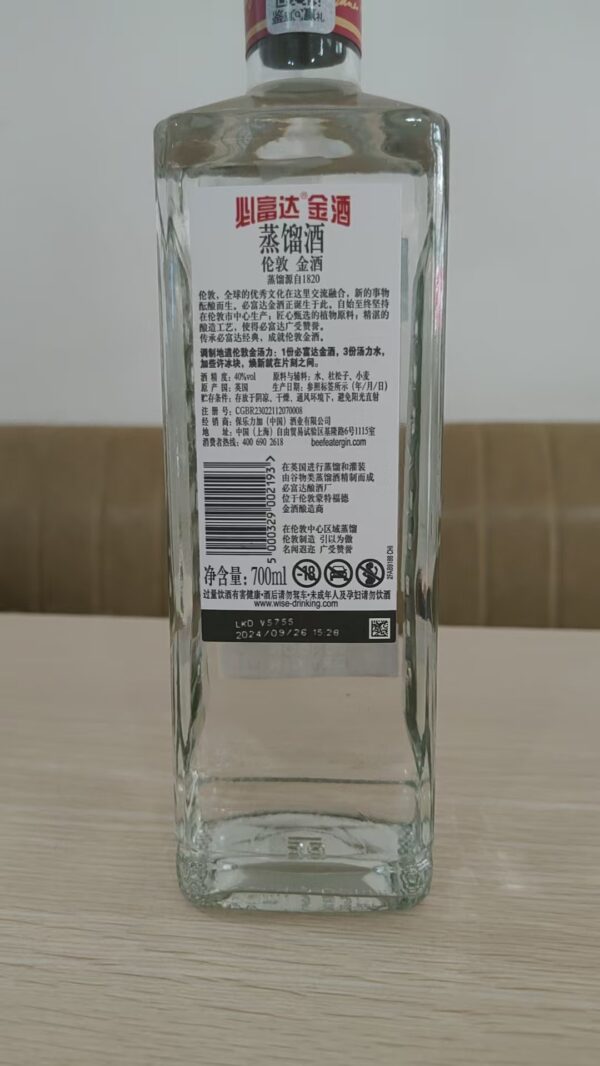 必富达®金酒
蒸馏酒
伦敦 金酒
蒸馏源自1820
伦敦，全球的优秀文化在这里交流融合，新的事物
酝酿而生。必富达金酒正诞生于此。自始至终坚持
在伦敦市中心生产；匠心甄选的植物原料；精湛的
酿造工艺，使得必富达广受赞誉。
传承必富达经典，成就伦敦金酒。
调制地道伦敦金汤力：1份必富达金酒，3份汤力水，
加些许冰块，焕新就在片刻之间。
酒 精 度：40%vol 原料与辅料：水、杜松子、小麦
原 产 国：英国 生产日期：参照标签所示（年/月/日）
贮存条件：存放于阴凉、干燥、通风环境下，避免阳光直射
注 册 号：CGBR23022112070008
经 销 商：保乐力加（中国）酒业有限公司
地 址：中国（上海）自由贸易试验区基隆路6号1115室
消费者热线：400 690 2618 beefeatergin.com
5 000329 002193
在英国进行蒸馏和灌装
由谷物类蒸馏酒精制而成
必富达酿酒厂
位于伦敦蒙特福德
金酒酿造商
在伦敦中心区域蒸馏
伦敦制造 引以为傲
名闻遐迩 广受赞誉
净含量：700ml
-18
过量饮酒有害健康•酒后请勿驾车•未成年人及孕妇请勿饮酒
www.wise-drinking.com
LKD V5755
2024/09/26 15:28